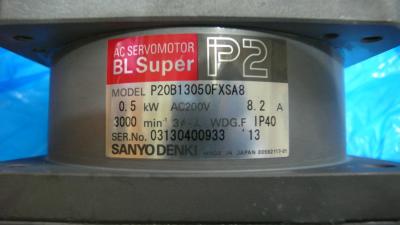 AC SERVOMOTOR
BL Super P2
MODEL P20B13050FXSA8
0.5 kW AC200V 8.2 A
3000 min⁻¹ 3φ-人 WDG.F IP40
SER.No. 03130400933 '13
SANYO DENKI MADE IN JAPAN